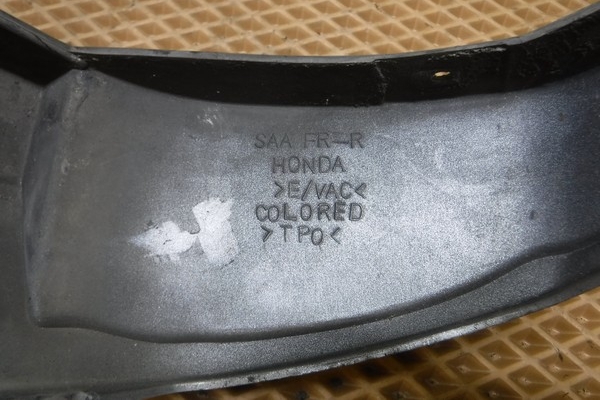 SAA FR-R
HONDA
>E/VAC<
COLORED
>TPO<